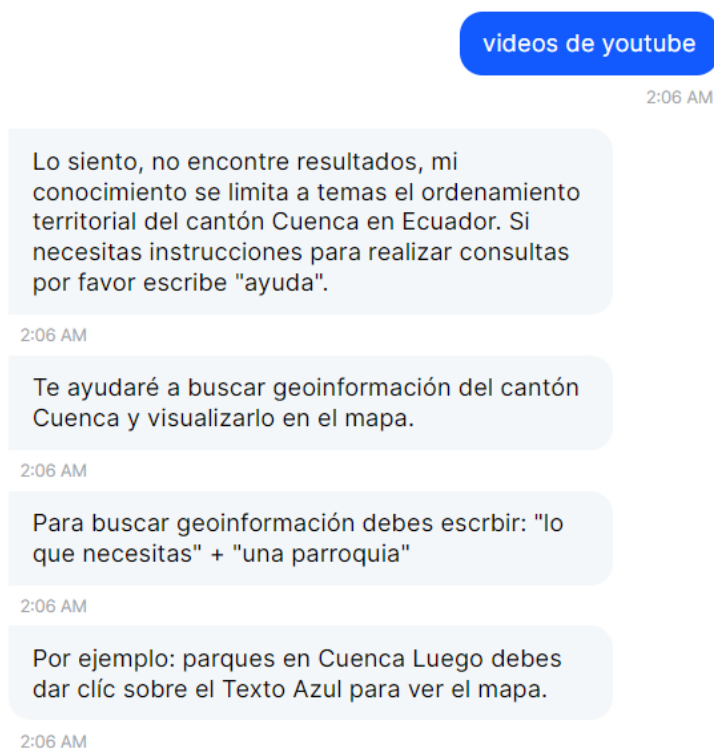 videos de youtube
2:06 AM
Lo siento, no encontre resultados, mi
conocimiento se limita a temas el ordenamiento
territorial del cantón Cuenca en Ecuador. Si
necesitas instrucciones para realizar consultas
por favor escribe "ayuda".
2:06 AM
Te ayudaré a buscar geoinformación del cantón
Cuenca y visualizarlo en el mapa.
2:06 AM
Para buscar geoinformación debes escrbir: "lo
que necesitas" + "una parroquia"
2:06 AM
Por ejemplo: parques en Cuenca Luego debes
dar clíc sobre el Texto Azul para ver el mapa.
2:06 AM